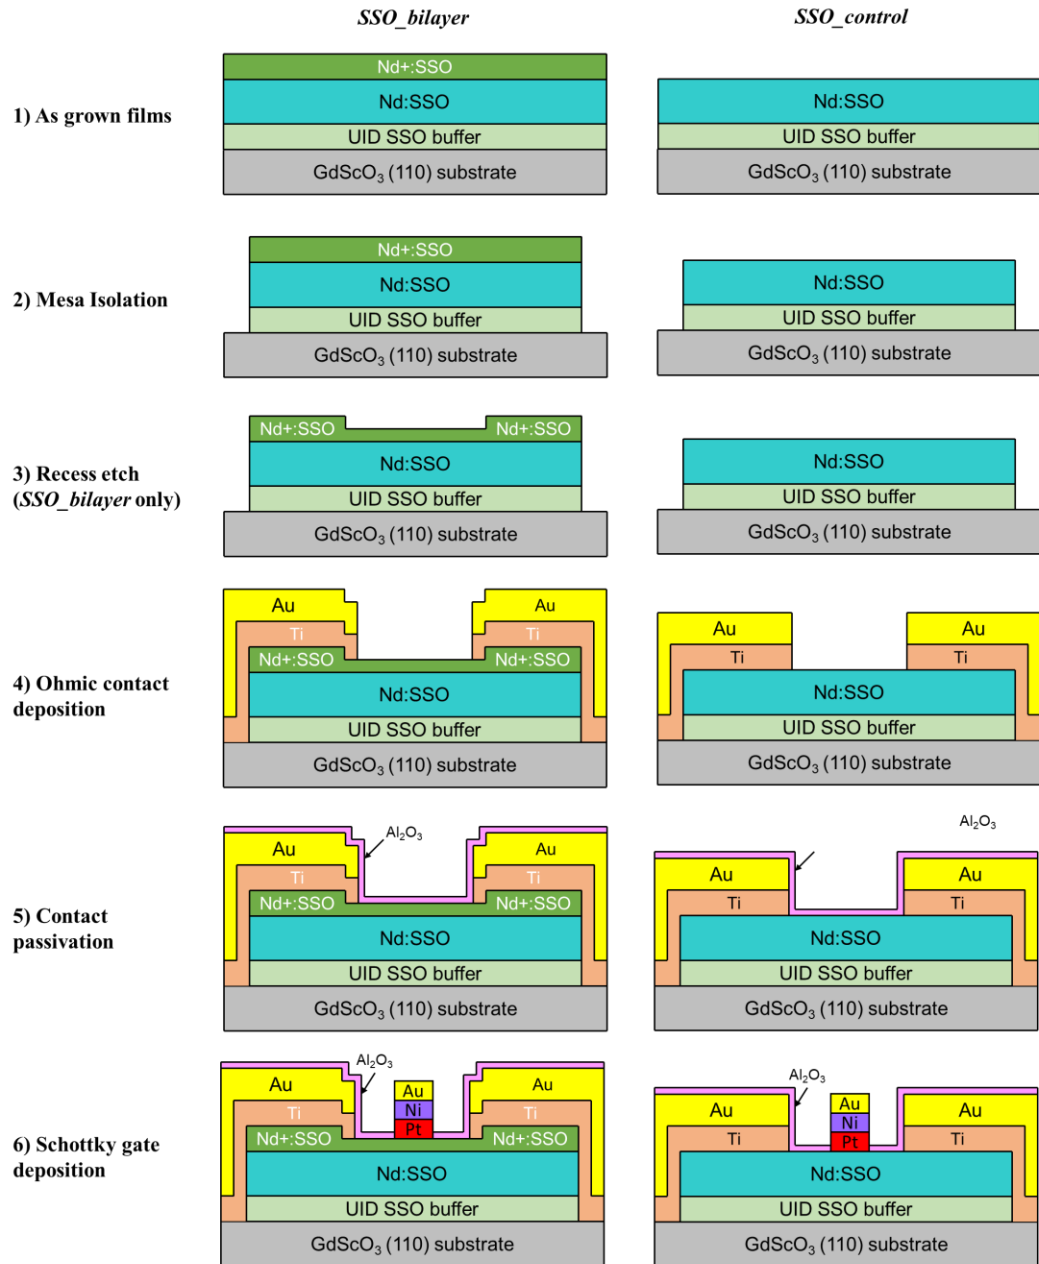 SSO_bilayer
SSO_control
1) As grown films
Nd+:SSO
Nd:SSO
UID SSO buffer
GdScO₃ (110) substrate
Nd:SSO
UID SSO buffer
GdScO₃ (110) substrate
2) Mesa Isolation
Nd+:SSO
Nd:SSO
UID SSO buffer
GdScO₃ (110) substrate
Nd:SSO
UID SSO buffer
GdScO₃ (110) substrate
3) Recess etch
(SSO_bilayer only)
Nd+:SSO
Nd+:SSO
Nd:SSO
UID SSO buffer
GdScO₃ (110) substrate
Nd:SSO
UID SSO buffer
GdScO₃ (110) substrate
4) Ohmic contact
deposition
Au
Au
Ti
Ti
Nd+:SSO
Nd+:SSO
Nd:SSO
UID SSO buffer
GdScO₃ (110) substrate
Au
Au
Ti
Ti
Nd:SSO
UID SSO buffer
GdScO₃ (110) substrate
5) Contact
passivation
Al₂O₃
Au
Au
Ti
Ti
Nd+:SSO
Nd+:SSO
Nd:SSO
UID SSO buffer
GdScO₃ (110) substrate
Al₂O₃
Au
Au
Ti
Ti
Nd:SSO
UID SSO buffer
GdScO₃ (110) substrate
6) Schottky gate
deposition
Al₂O₃
Au
Au
Au
Ni
Ti
Pt
Ti
Nd+:SSO
Nd+:SSO
Nd:SSO
UID SSO buffer
GdScO₃ (110) substrate
Al₂O₃
Au
Au
Au
Ni
Ti
Pt
Ti
Nd:SSO
UID SSO buffer
GdScO₃ (110) substrate